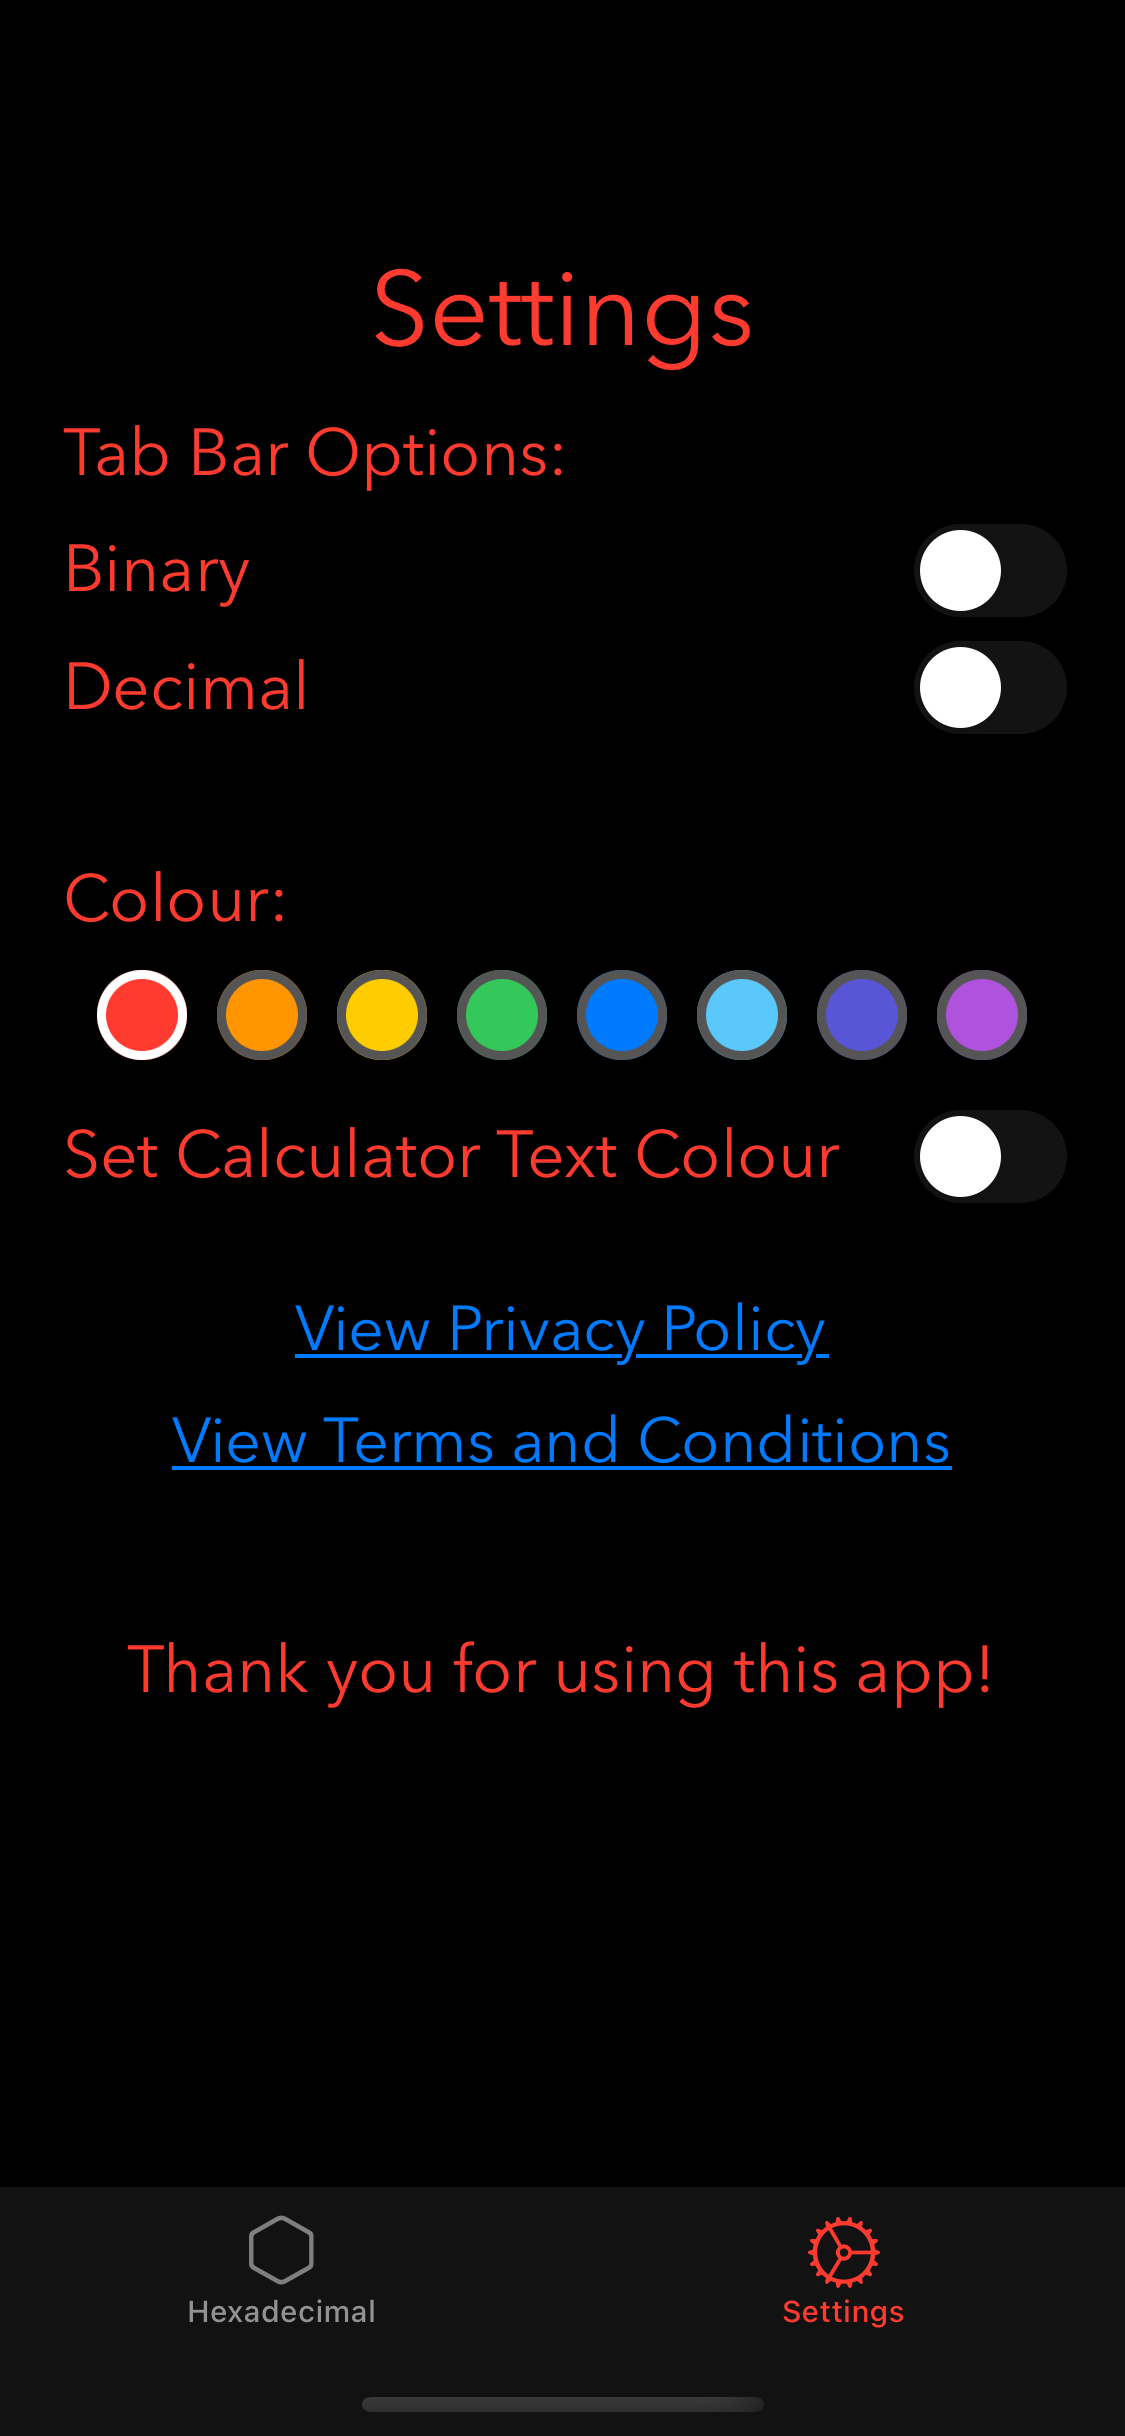 Settings
Tab Bar Options:
Binary
Decimal
Colour:
Set Calculator Text Colour
View Privacy Policy
View Terms and Conditions
Thank you for using this app!
Hexadecimal
Settings